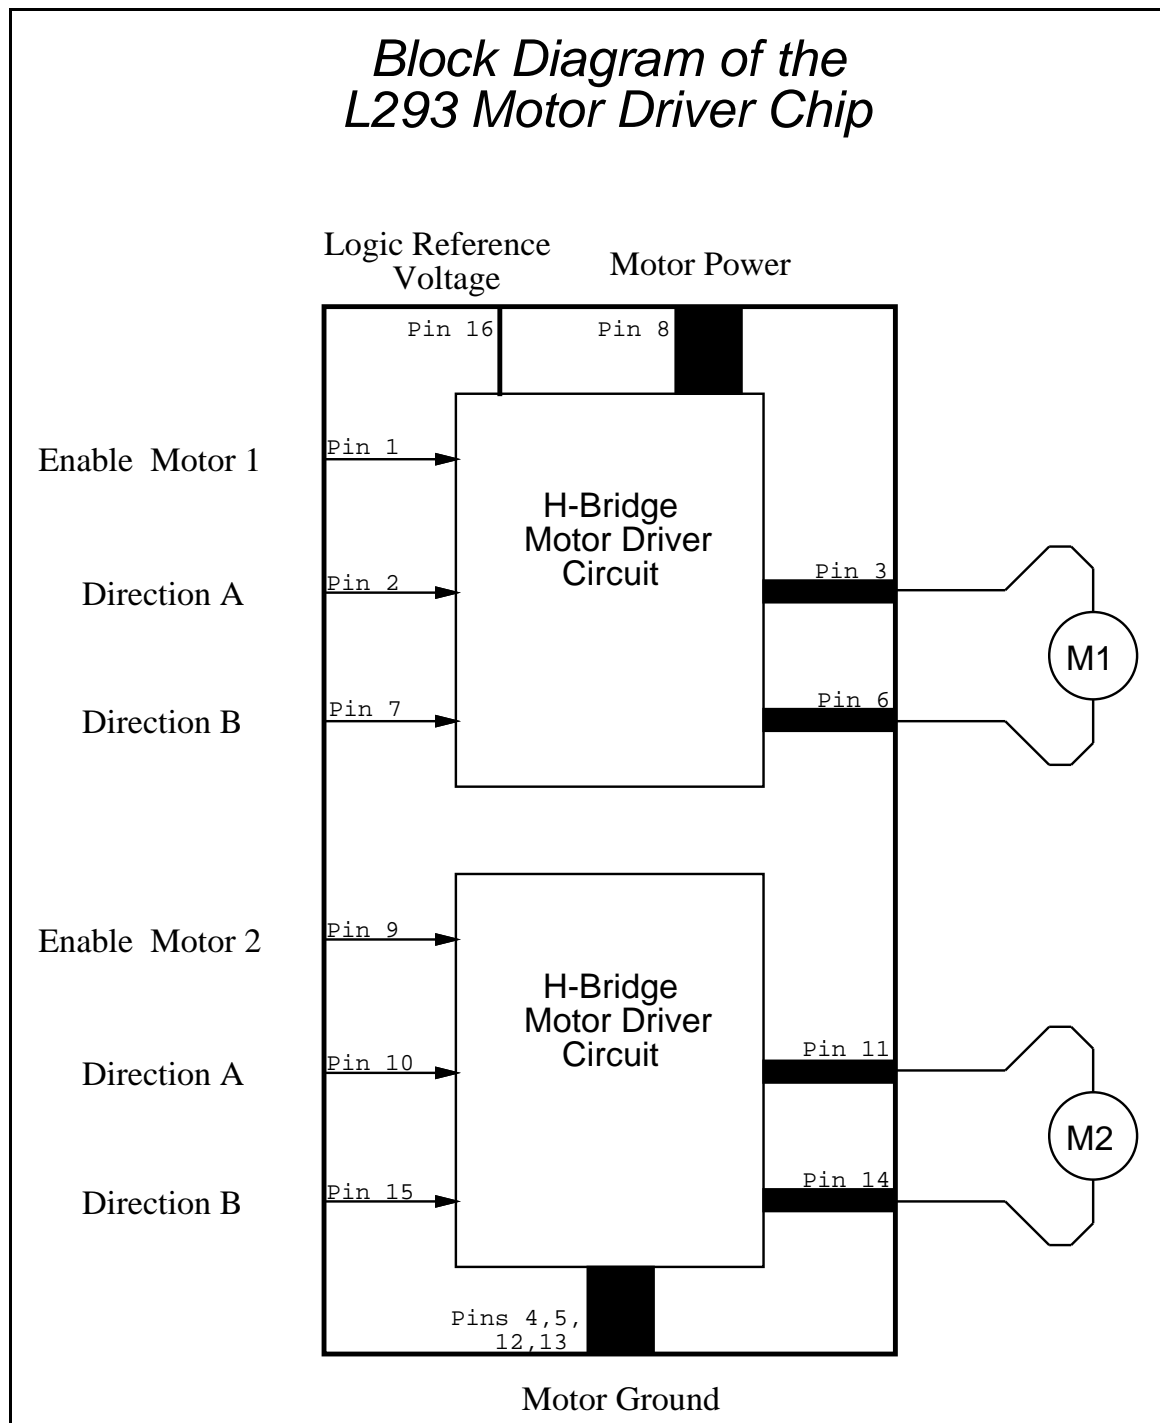 Block Diagram of the
L293 Motor Driver Chip
Logic Reference
Voltage
Motor Power
Pin 16
Pin 8
Enable Motor 1
Pin 1
H-Bridge
Motor Driver
Circuit
Direction A
Pin 2
Pin 3
M1
Direction B
Pin 7
Pin 6
Enable Motor 2
Pin 9
H-Bridge
Motor Driver
Circuit
Direction A
Pin 10
Pin 11
M2
Direction B
Pin 15
Pin 14
Pins 4,5,
12,13
Motor Ground